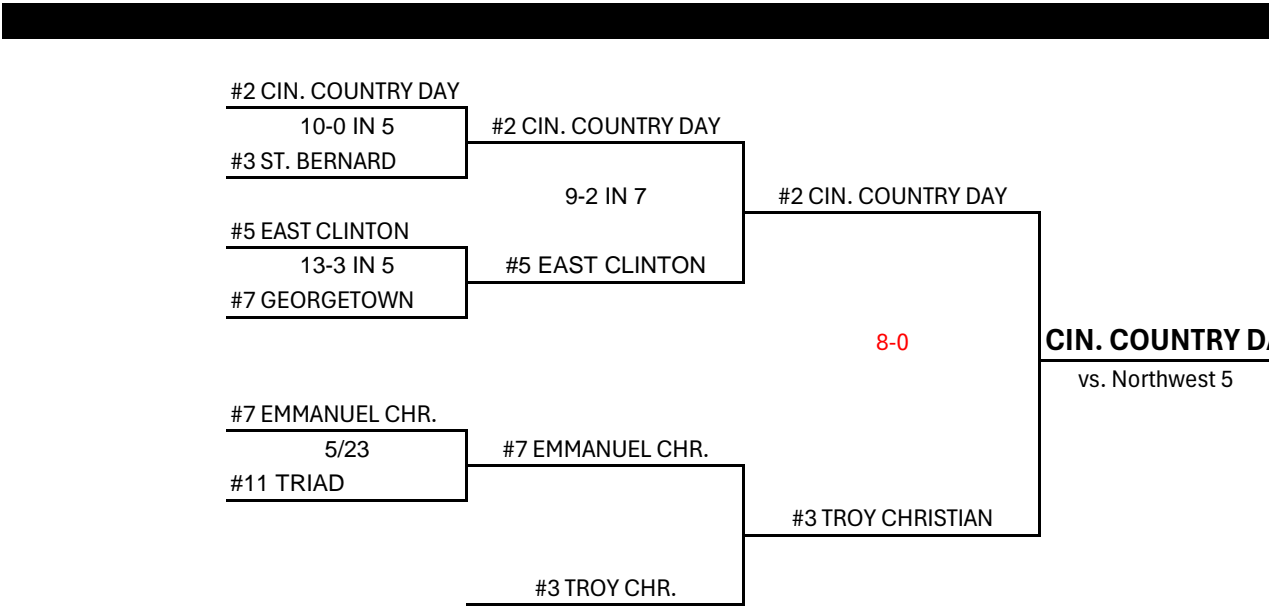 #2 CIN. COUNTRY DAY
10-0 IN 5
#2 CIN. COUNTRY DAY
#3 ST. BERNARD
9-2 IN 7
#2 CIN. COUNTRY DAY
#5 EAST CLINTON
13-3 IN 5
#5 EAST CLINTON
#7 GEORGETOWN
8-0
CIN. COUNTRY
vs. Northwest 5
#7 EMMANUEL CHR.
5/23
#7 EMMANUEL CHR.
#11 TRIAD
#3 TROY CHRISTIAN
#3 TROY CHR.